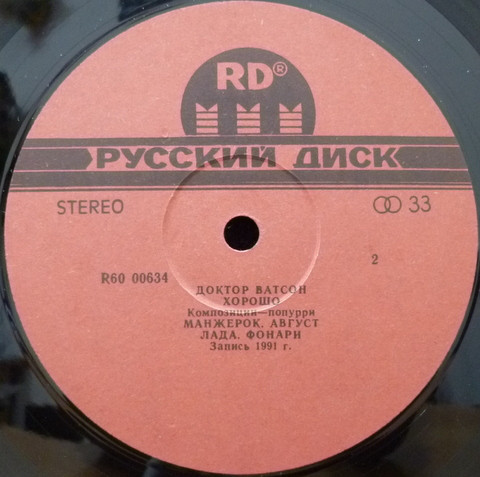 RD®
РУССКИЙ ДИСК
STEREO 33
2
R60 00634
ДОКТОР ВАТСОН
ХОРОШО
Композиции—попурри
МАНЖЕРОК. АВГУСТ
ЛАДА. ФОНАРИ
Запись 1991 г.